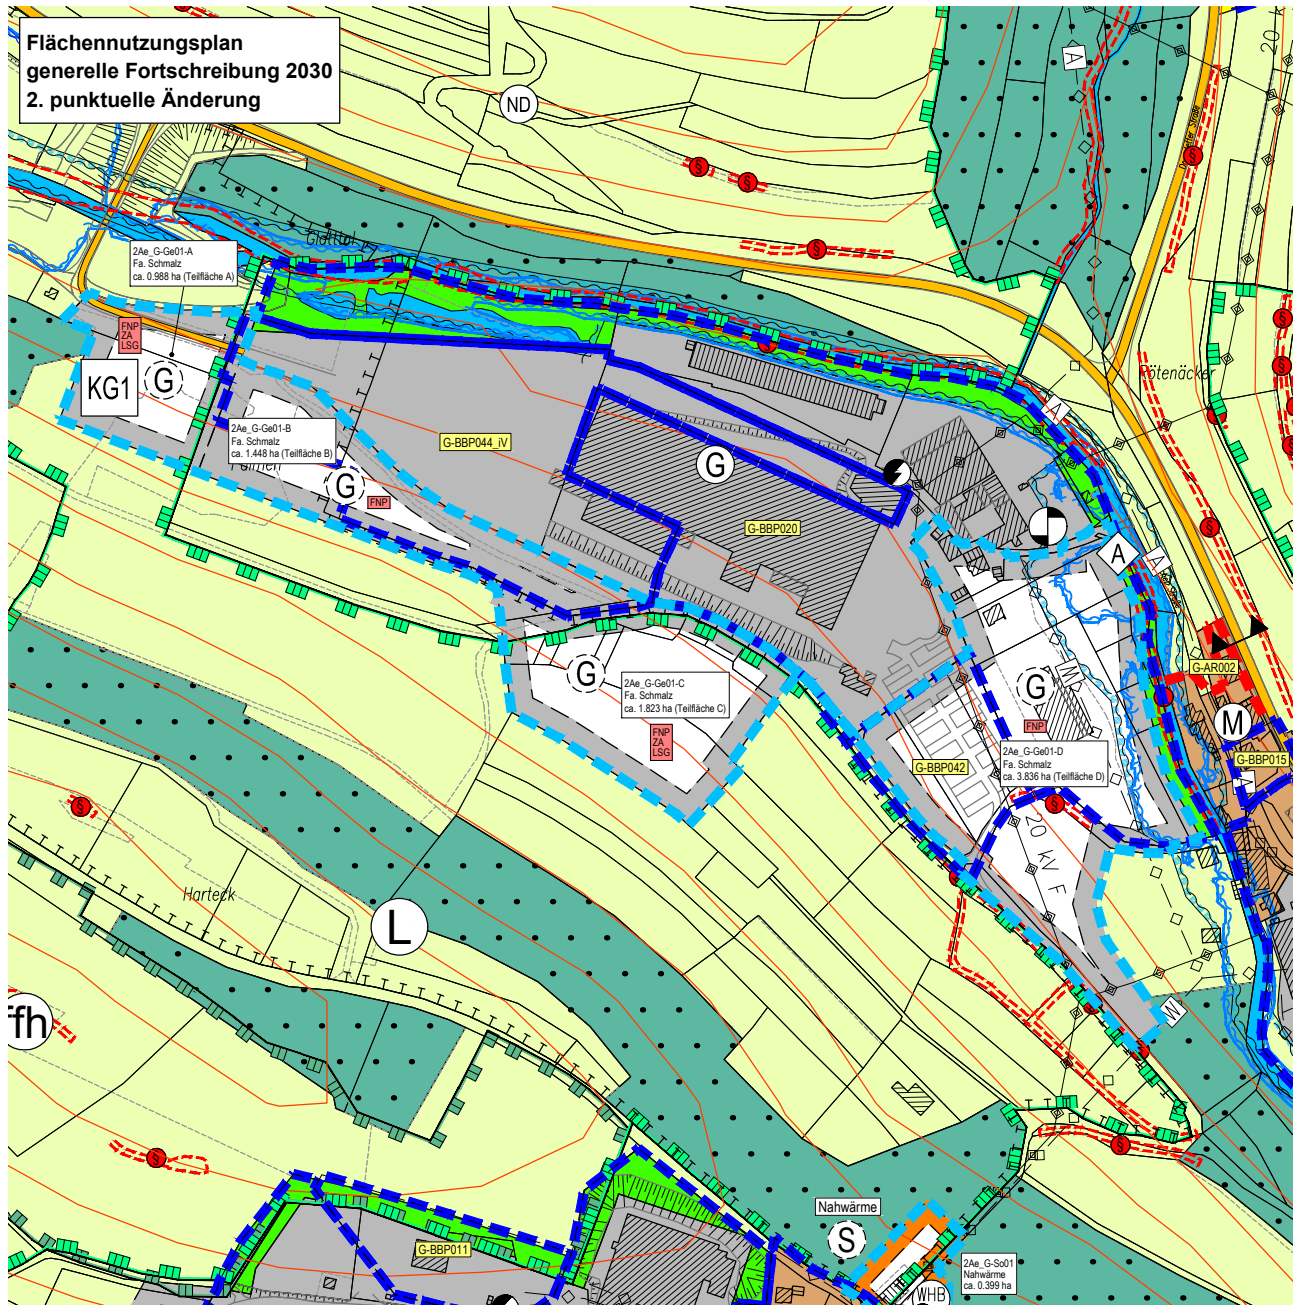 Flächennutzungsplan
generelle Fortschreibung 2030
2. punktuelle Änderung
ND
A
20
Glatttal
2Ae_G-Ge01-A
Fa. Schmalz
ca. 0.988 ha (Teilfläche A)
FNP
ZA
LSG
G
KG1
Rötenäcker
A
2Ae_G-Ge01-B
Fa. Schmalz
ca. 1.448 ha (Teilfläche B)
G-BBP044_iV
G
G
FNP
G-BBP020
A
A
G
2Ae_G-Ge01-C
Fa. Schmalz
ca. 1.823 ha (Teilfläche C)
FNP
ZA
LSG
G
FNP
G-AR002
M
G-BBP042
2Ae_G-Ge01-D
Fa. Schmalz
ca. 3.836 ha (Teilfläche D)
G-BBP015
20 kV F
Harteck
L
ffh
W
Nahwärme
S
G-BBP011
2Ae_G-So01
Nahwärme
ca. 0.399 ha
WHB